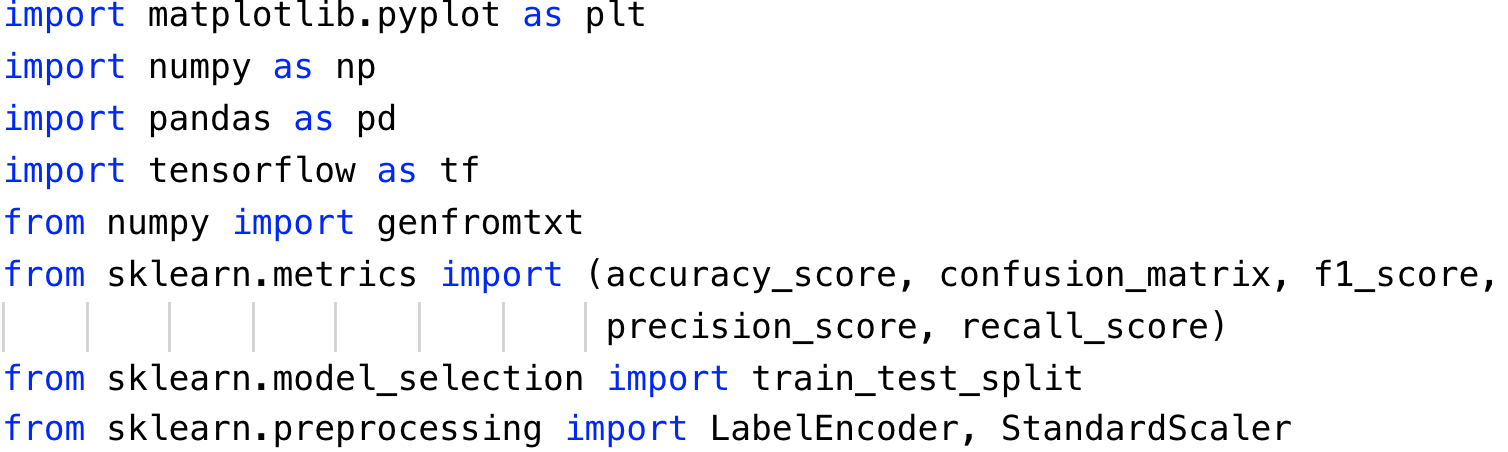 import matplotlib.pyplot as plt
import numpy as np
import pandas as pd
import tensorflow as tf
from numpy import genfromtxt
from sklearn.metrics import (accuracy_score, confusion_matrix, f1_score,
                             precision_score, recall_score)
from sklearn.model_selection import train_test_split
from sklearn.preprocessing import LabelEncoder, StandardScaler